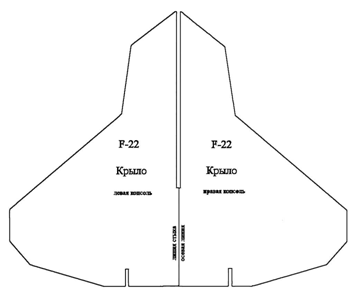 F-22
F-22
Крыло
Крыло
левая консоль
правая консоль
линия стыка
осевая линия